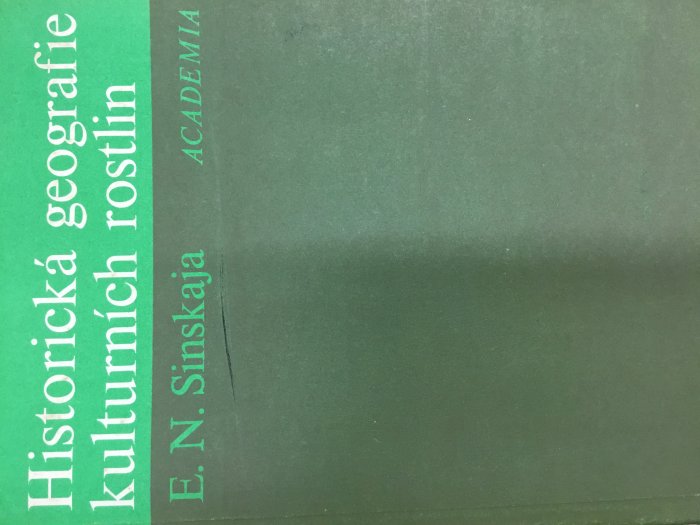 Historická geografie
kulturních rostlin
E. N. Sinskaja
ACADEMIA